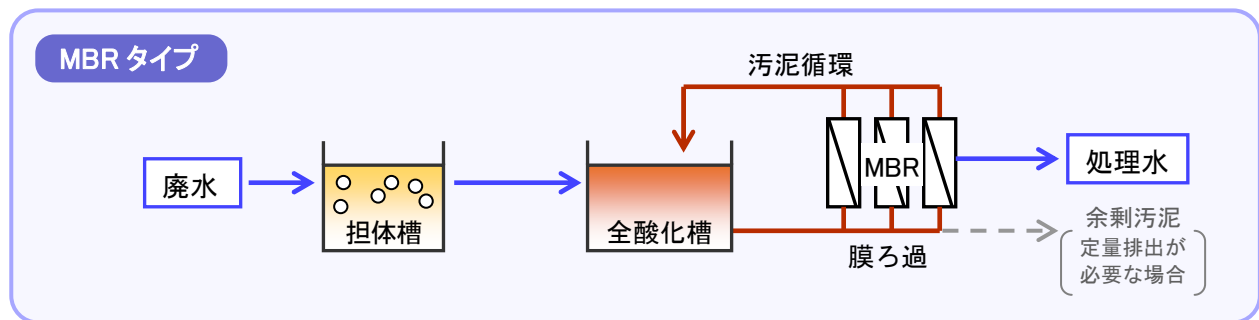 MBR タイプ
汚泥循環
廃水
担体槽
全酸化槽
MBR
処理水
膜ろ過
余剰汚泥
定量排出が
必要な場合